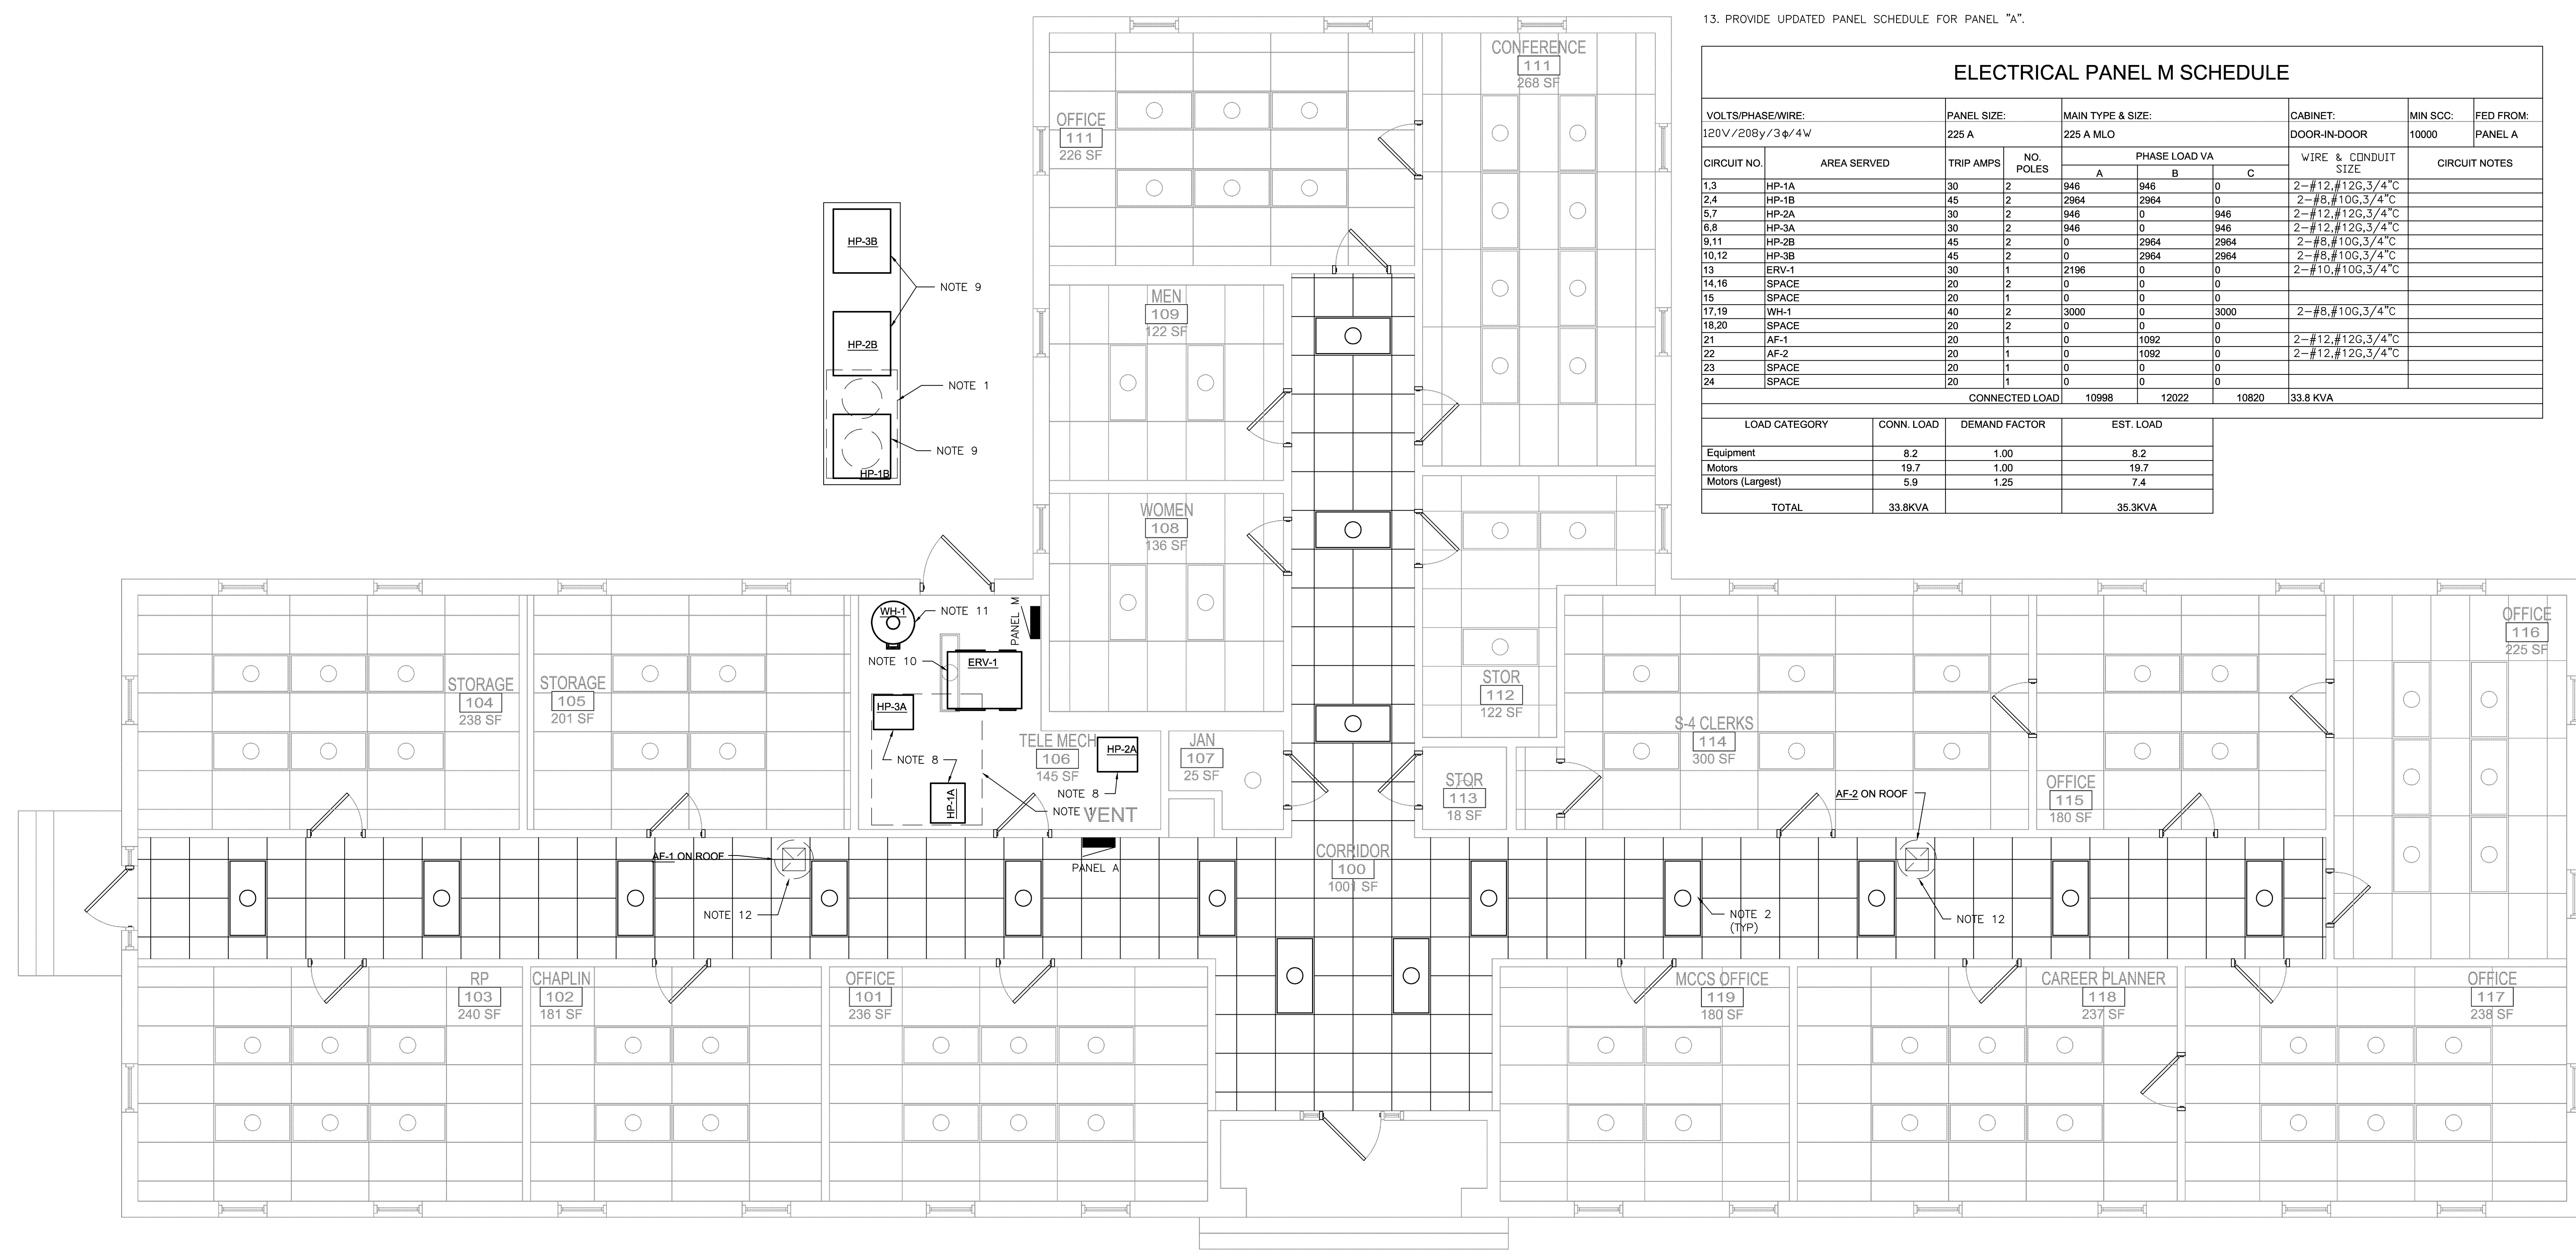 13. PROVIDE UPDATED PANEL SCHEDULE FOR PANEL "A".
ELECTRICAL PANEL M SCHEDULE
VOLTS/PHASE/WIRE: PANEL SIZE: MAIN TYPE & SIZE: CABINET: MIN SCC: FED FROM:
120V/208y/3ϕ/4W 225 A 225 A MLO DOOR-IN-DOOR 10000 PANEL A
CIRCUIT NO. AREA SERVED TRIP AMPS NO. POLES PHASE LOAD VA WIRE & CONDUIT SIZE CIRCUIT NOTES
A B C
1,3 HP-1A 30 2 946 946 0 2-#12,#12G,3/4"C
2,4 HP-1B 45 2 2964 2964 0 2-#8,#10G,3/4"C
5,7 HP-2A 30 2 946 0 946 2-#12,#12G,3/4"C
6,8 HP-3A 30 2 946 0 946 2-#12,#12G,3/4"C
9,11 HP-2B 45 2 0 2964 2964 2-#8,#10G,3/4"C
10,12 HP-3B 45 2 0 2964 2964 2-#8,#10G,3/4"C
13 ERV-1 30 1 2196 0 0 2-#10,#10G,3/4"C
14,16 SPACE 20 2 0 0 0
15 SPACE 20 1 0 0 0
17,19 WH-1 40 2 3000 0 3000 2-#8,#10G,3/4"C
18,20 SPACE 20 2 0 0 0
21 AF-1 20 1 0 1092 0 2-#12,#12G,3/4"C
22 AF-2 20 1 0 1092 0 2-#12,#12G,3/4"C
23 SPACE 20 1 0 0 0
24 SPACE 20 1 0 0 0
CONNECTED LOAD 10998 12022 10820 33.8 KVA
LOAD CATEGORY CONN. LOAD DEMAND FACTOR EST. LOAD
Equipment 8.2 1.00 8.2
Motors 19.7 1.00 19.7
Motors (Largest) 5.9 1.25 7.4
TOTAL 33.8KVA 35.3KVA
CONFERENCE
111
268 SF
OFFICE
111
226 SF
HP-3B
NOTE 9
HP-2B
NOTE 1
NOTE 9
HP-1B
MEN
109
122 SF
WOMEN
108
136 SF
WH-1
NOTE 11
PANEL M
NOTE 10
ERV-1
HP-3A
NOTE 8
HP-1A
TELE MECH
106
145 SF
HP-2A
NOTE 8
NOTE 1
VENT
JAN
107
25 SF
STORAGE
104
238 SF
STORAGE
105
201 SF
STOR
112
122 SF
STOR
113
18 SF
S-4 CLERKS
114
300 SF
OFFICE
115
180 SF
OFFICE
116
225 SF
AF-2 ON ROOF
AF-1 ON ROOF
PANEL A
CORRIDOR
100
1001 SF
NOTE 12
NOTE 2
(TYP)
NOTE 12
RP
103
240 SF
CHAPLIN
102
181 SF
OFFICE
101
236 SF
MCCS OFFICE
119
180 SF
CAREER PLANNER
118
237 SF
OFFICE
117
238 SF